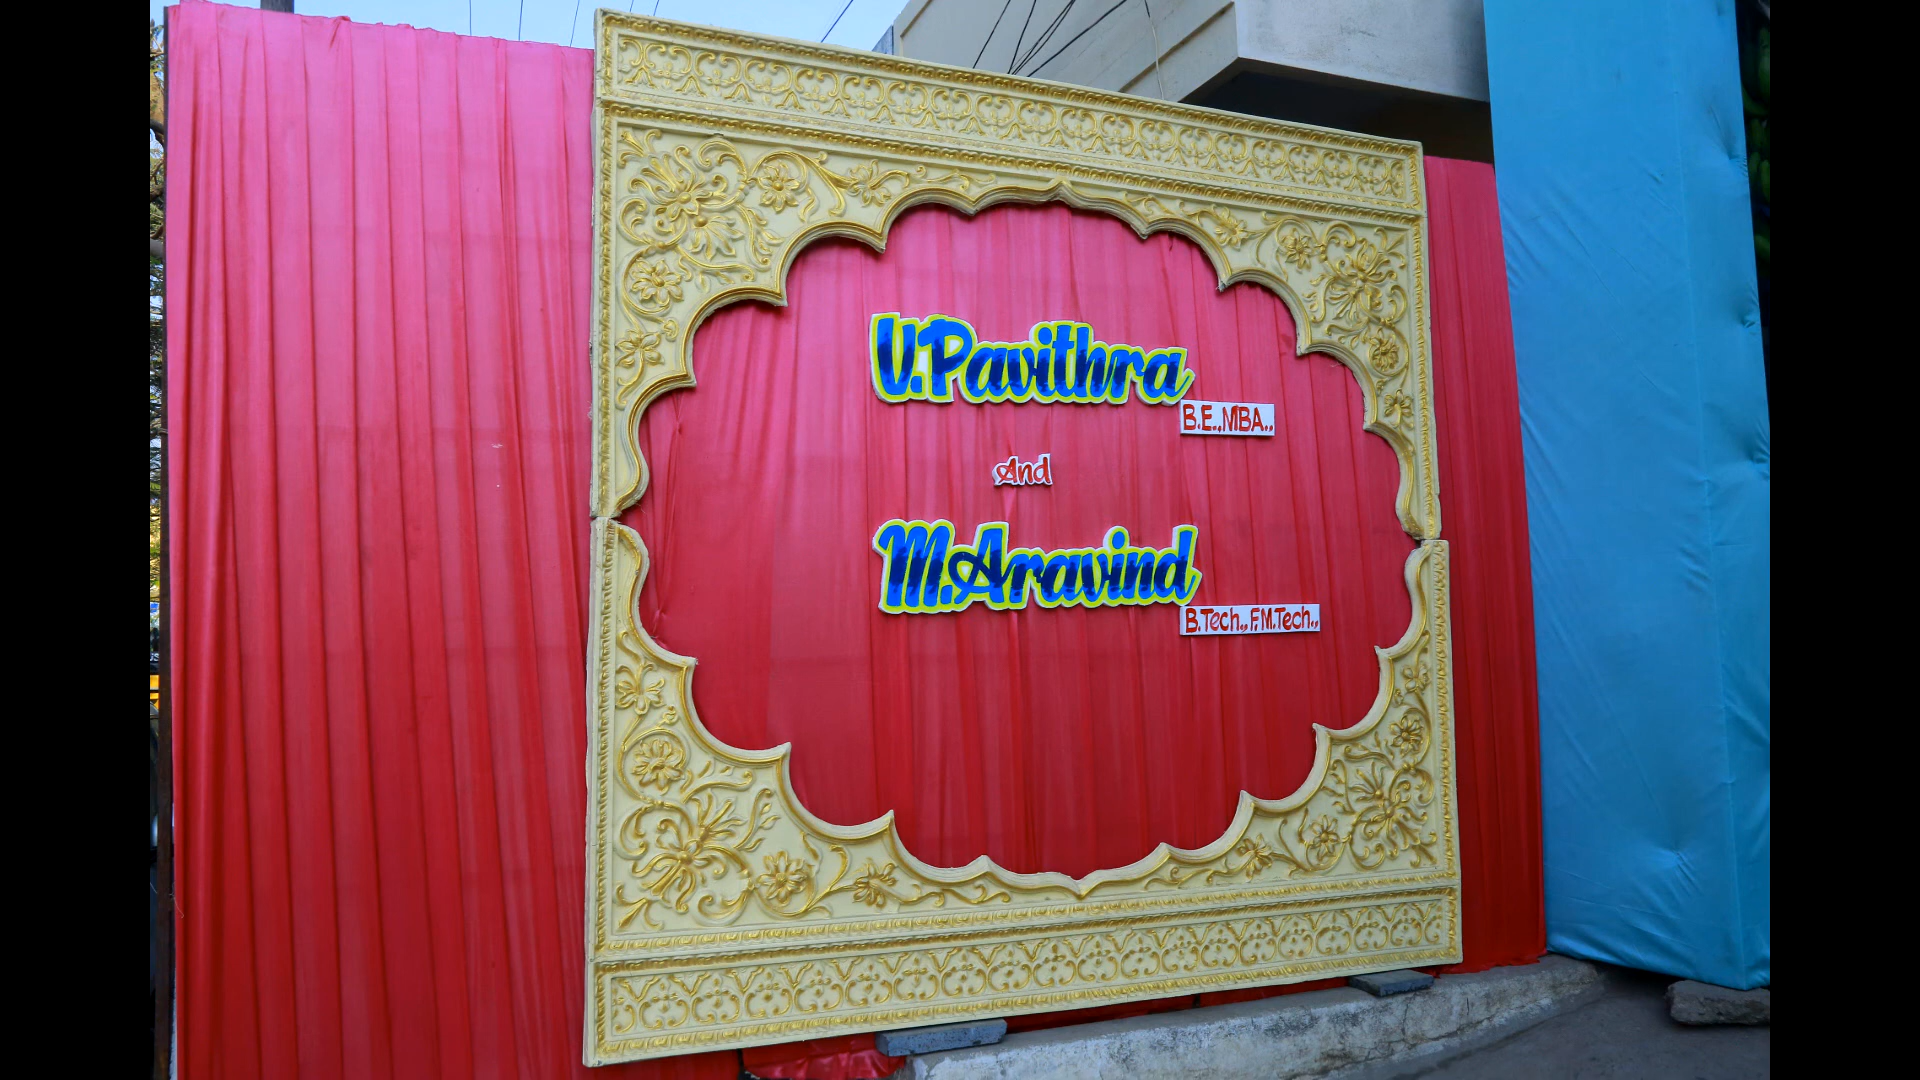 V.Pavithra
B.E.,MBA.,
And
M.Aravind
B.Tech.,F.M.Tech.,